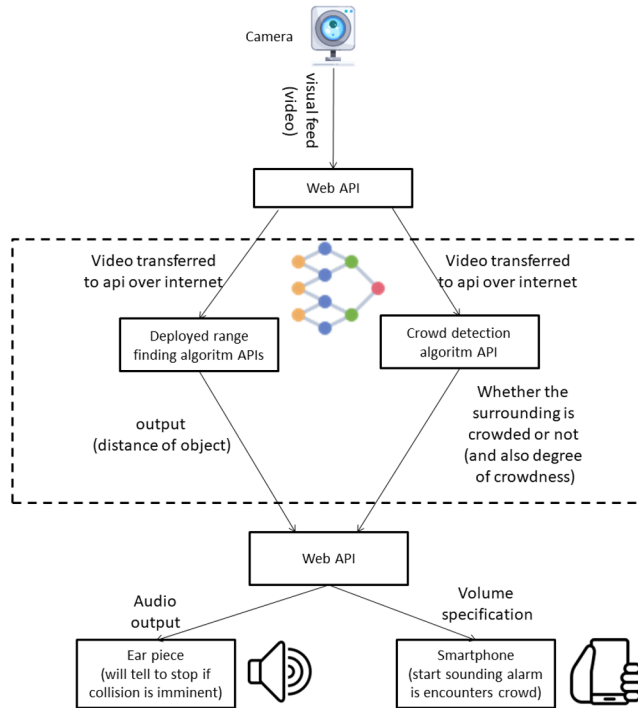 Camera
visual feed
(video)
Web API
Video transferred
to api over internet
Video transferred
to api over internet
Deployed range
finding algoritm APIs
Crowd detection
algoritm API
output
(distance of object)
Whether the
surrounding is
crowded or not
(and also degree
of crowdness)
Web API
Audio
output
Volume
specification
Ear piece
(will tell to stop if
collision is imminent)
Smartphone
(start sounding alarm
is encounters crowd)